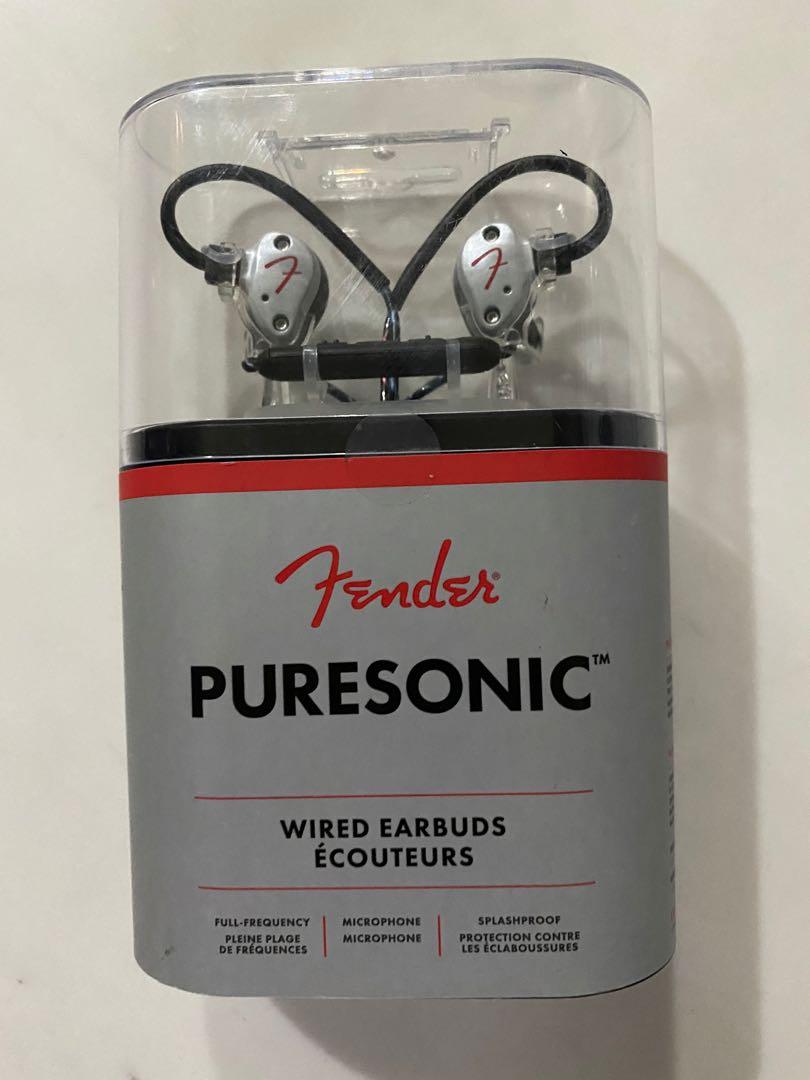 Fender®
PURESONIC™
WIRED EARBUDS
ÉCOUTEURS
FULL-FREQUENCY
PLEINE PLAGE
DE FRÉQUENCES
MICROPHONE
MICROPHONE
SPLASHPROOF
PROTECTION CONTRE
LES ÉCLABOUSSURES